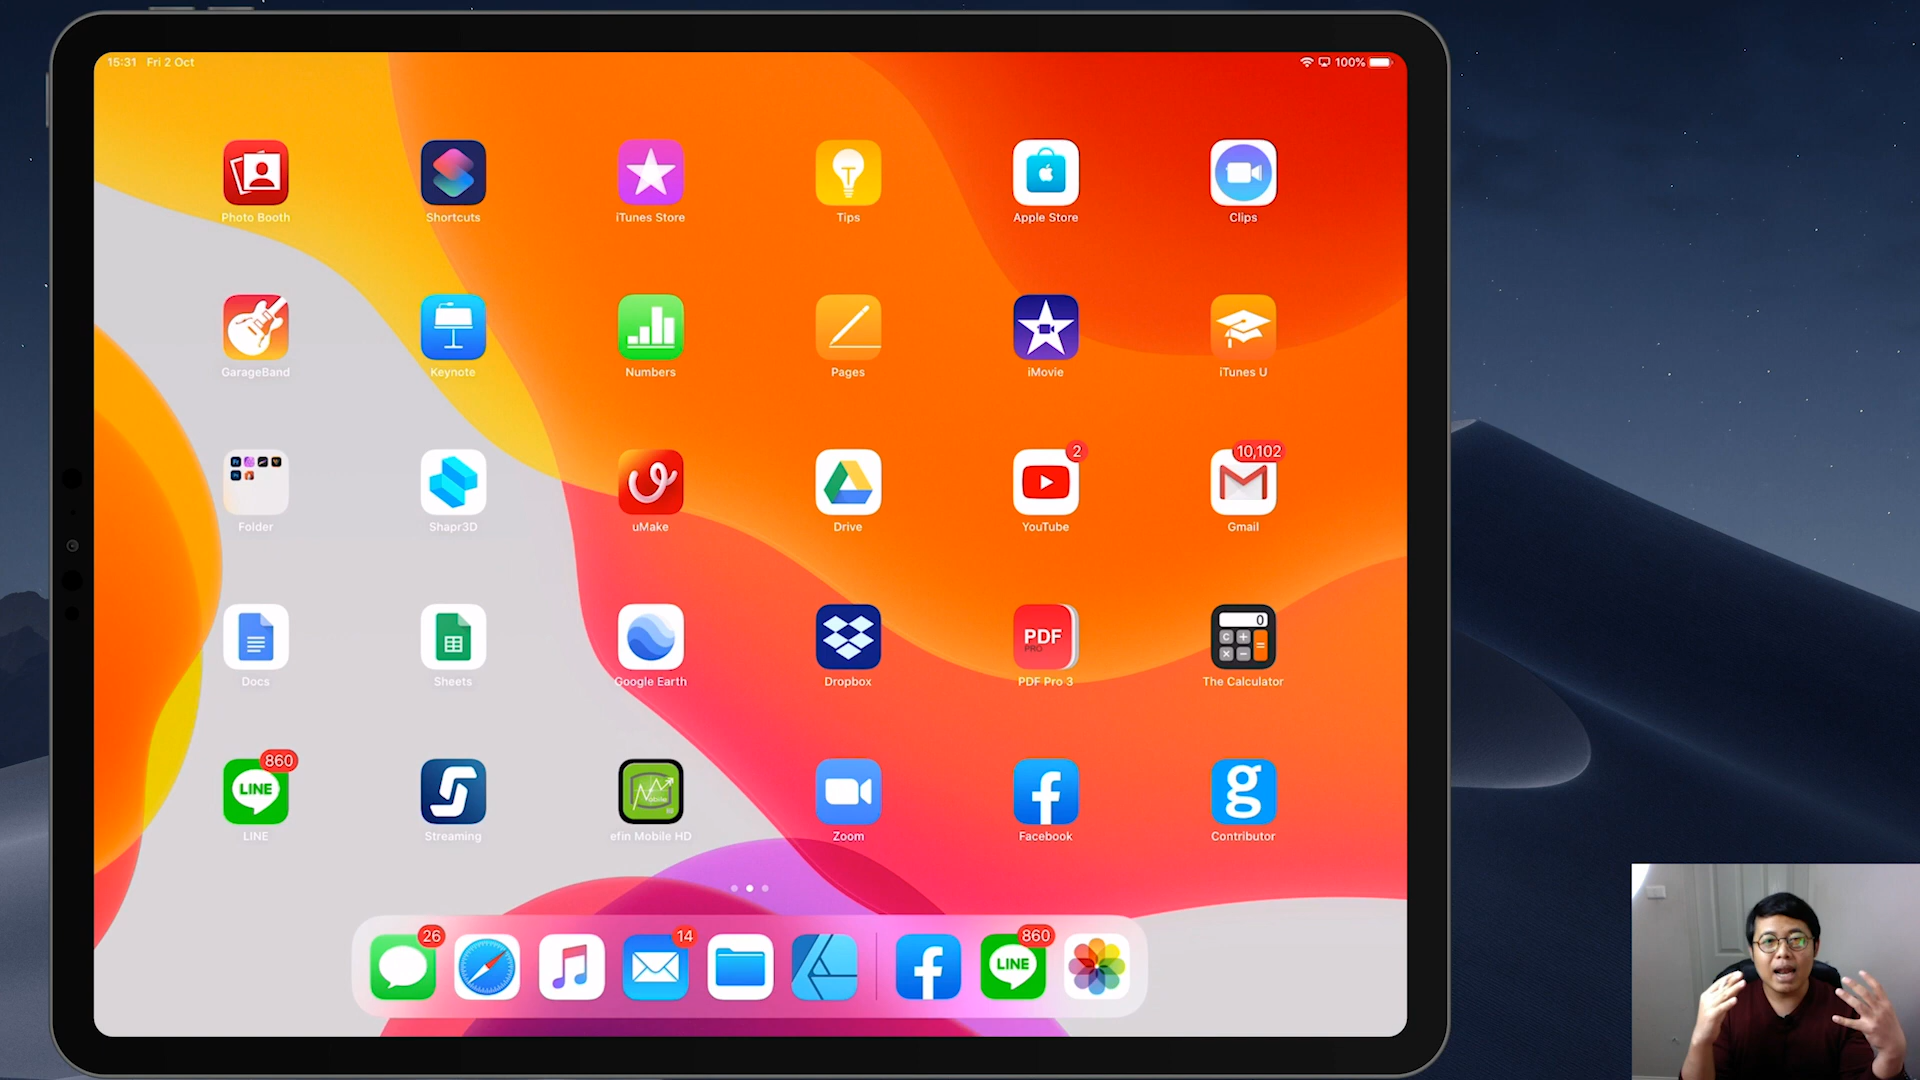 15:31 Fri 2 Oct
100%
Photo Booth
Shortcuts
iTunes Store
Tips
Apple Store
Clips
GarageBand
Keynote
Numbers
Pages
iMovie
iTunes U
2
10,102
Folder
Shapr3D
uMake
Drive
YouTube
Gmail
PDF
PRO
0
C + = × −
Docs
Sheets
Google Earth
Dropbox
PDF Pro 3
The Calculator
860
LINE
g
LINE
Streaming
efin Mobile HD
Zoom
Facebook
Contributor
26
14
860
LINE